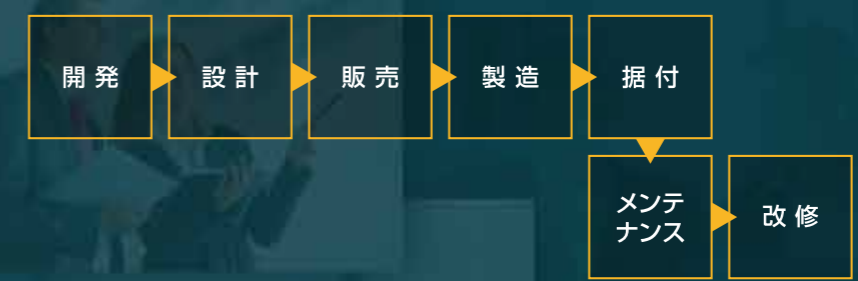 開発
設計
販売
製造
据付
メンテ
ナンス
改修